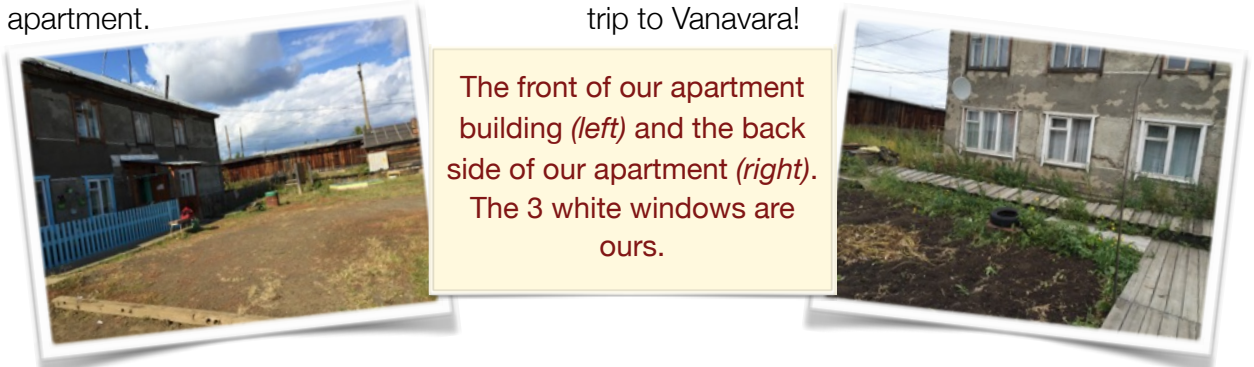 apartment.
trip to Vanavara!
The front of our apartment
building (left) and the back
side of our apartment (right).
The 3 white windows are
ours.